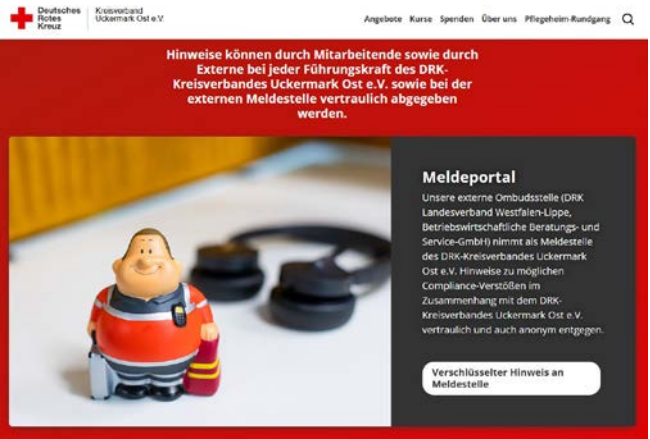 Deutsches
Rotes
Kreuz
Kreisverband
Uckermark Ost e.V.
Angebote Kurse Spenden Über uns Pflegeheim-Rundgang
Hinweise können durch Mitarbeitende sowie durch
Externe bei jeder Führungskraft des DRK-
Kreisverbandes Uckermark Ost e.V. sowie bei der
externen Meldestelle vertraulich abgegeben
werden.
Meldeportal
Unsere externe Ombudsstelle (DRK
Landesverband Westfalen-Lippe,
Betriebswirtschaftliche Beratungs- und
Service-GmbH) nimmt als Meldestelle
des DRK-Kreisverbandes Uckermark
Ost e.V. Hinweise zu möglichen
Compliance-Verstößen im
Zusammenhang mit dem DRK-
Kreisverbandes Uckermark Ost e.V.
vertraulich und auch anonym entgegen.
Verschlüsselter Hinweis an
Meldestelle